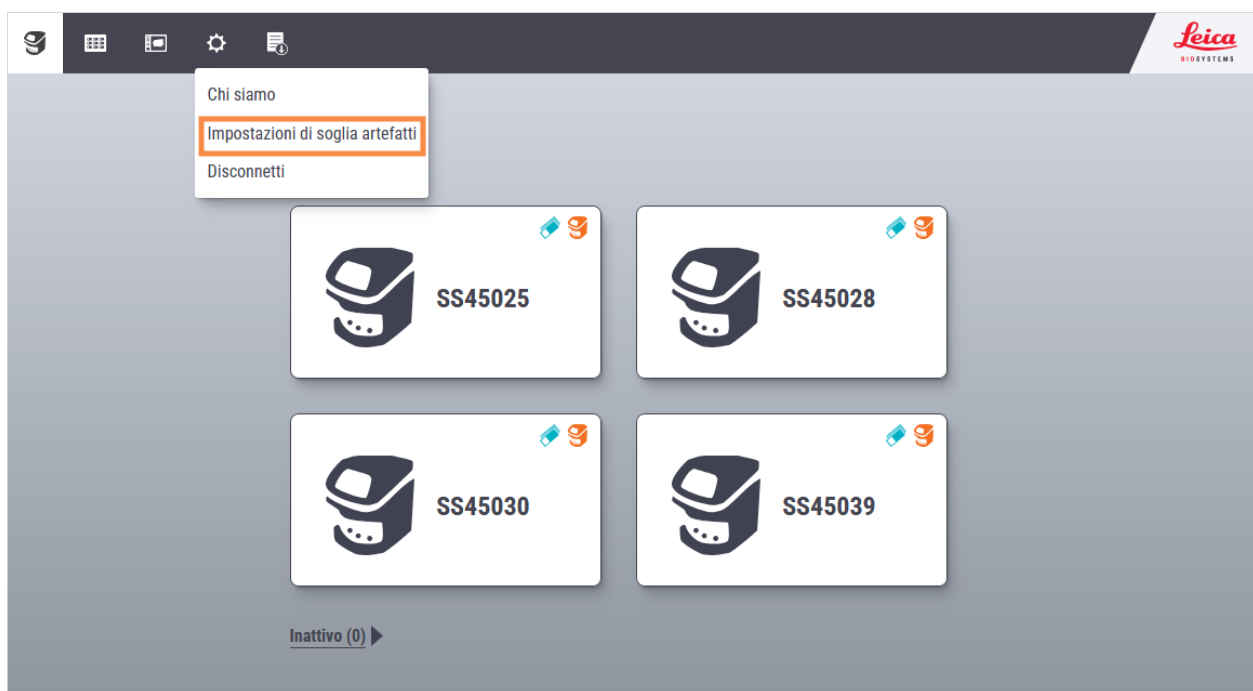 Leica
BIOSYSTEMS
Chi siamo
Impostazioni di soglia artefatti
Disconnetti
SS45025
SS45028
SS45030
SS45039
Inattivo (0)